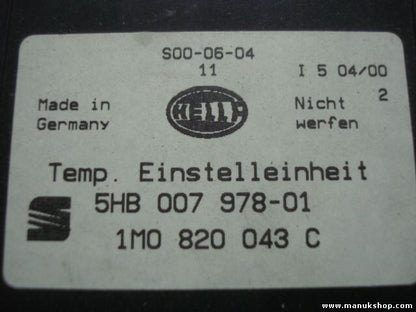 S00-06-04
11
I 5 04/00
Made in
Germany
HELLA
Nicht 2
werfen
Temp. Einstelleinheit
5HB 007 978-01
1M0 820 043 C
www.manukshop.com